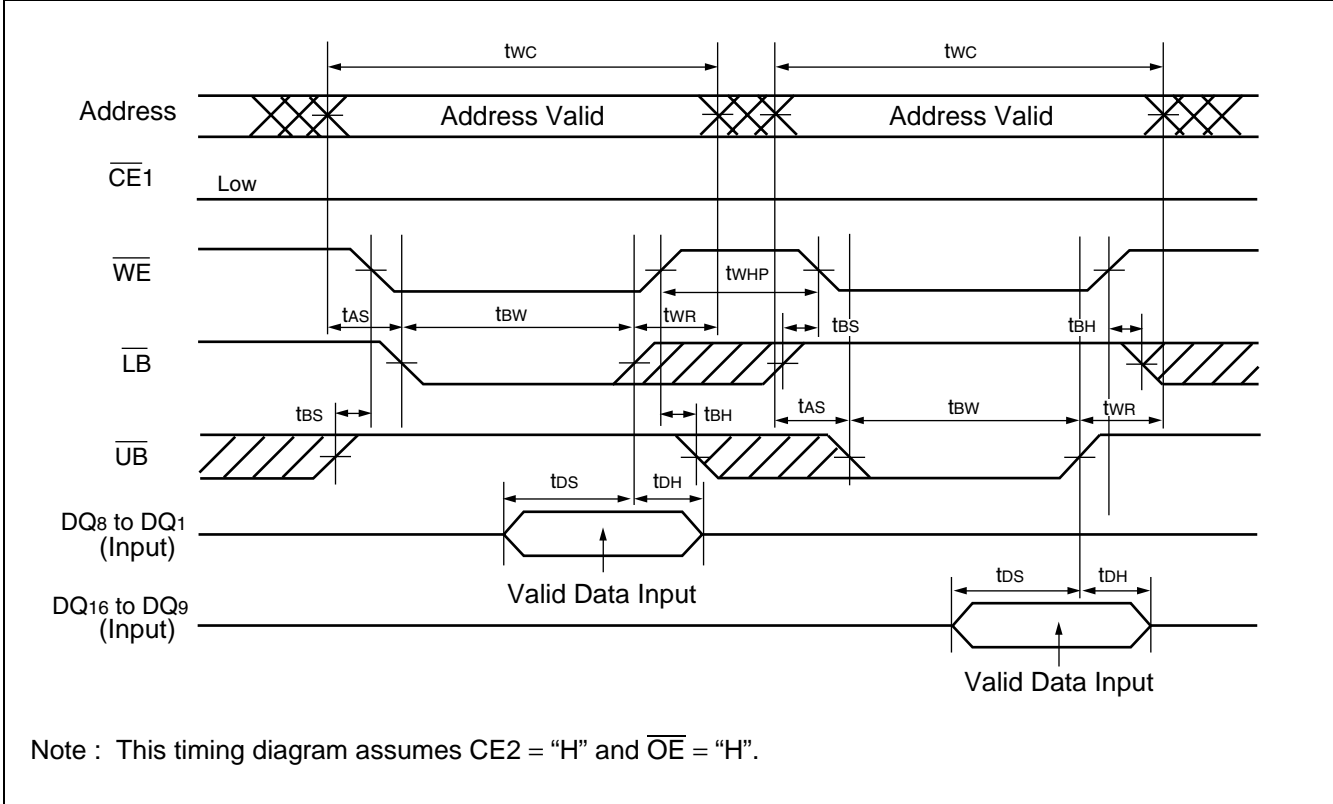 tWC tWC
Address Address Valid Address Valid
CE1 Low
WE tWHP
tAS tBW tWR tBS tBH
LB
tBS tBH tAS tBW tWR
UB
tDS tDH
DQ8 to DQ1
(Input)
Valid Data Input
tDS tDH
DQ16 to DQ9
(Input)
Valid Data Input
Note : This timing diagram assumes CE2 = “H” and OE = “H”.